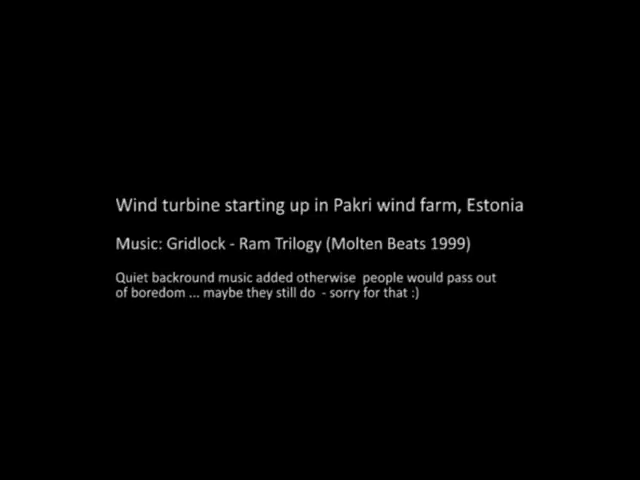 Wind turbine starting up in Pakri wind farm, Estonia
Music: Gridlock - Ram Trilogy (Molten Beats 1999)
Quiet backround music added otherwise  people would pass out
of boredom ... maybe they still do  - sorry for that :)